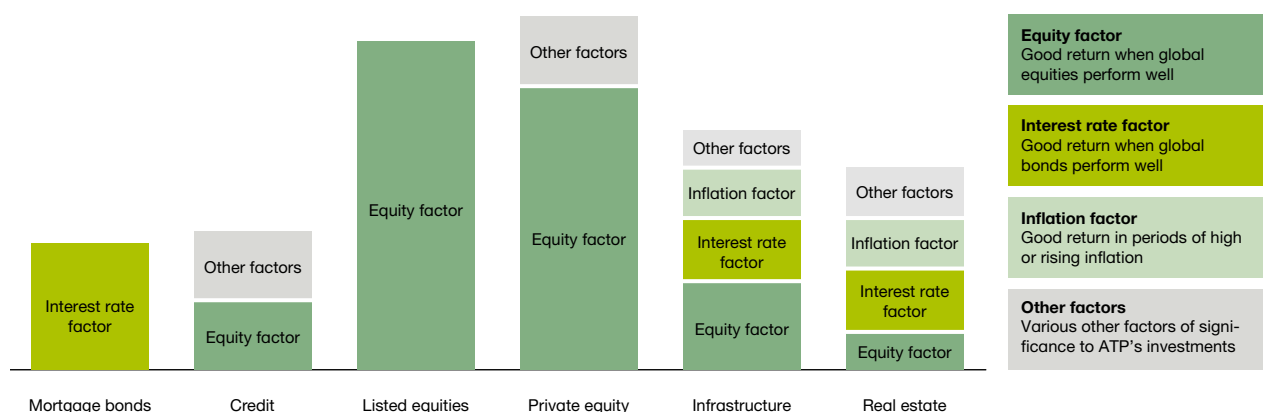 Interest rate
factor
Mortgage bonds
Other factors
Equity factor
Credit
Equity factor
Listed equities
Other factors
Equity factor
Private equity
Other factors
Inflation factor
Interest rate
factor
Equity factor
Infrastructure
Other factors
Inflation factor
Interest rate
factor
Equity factor
Real estate
Equity factor
Good return when global
equities perform well
Interest rate factor
Good return when global
bonds perform well
Inflation factor
Good return in periods of high
or rising inflation
Other factors
Various other factors of signi-
ficance to ATP's investments